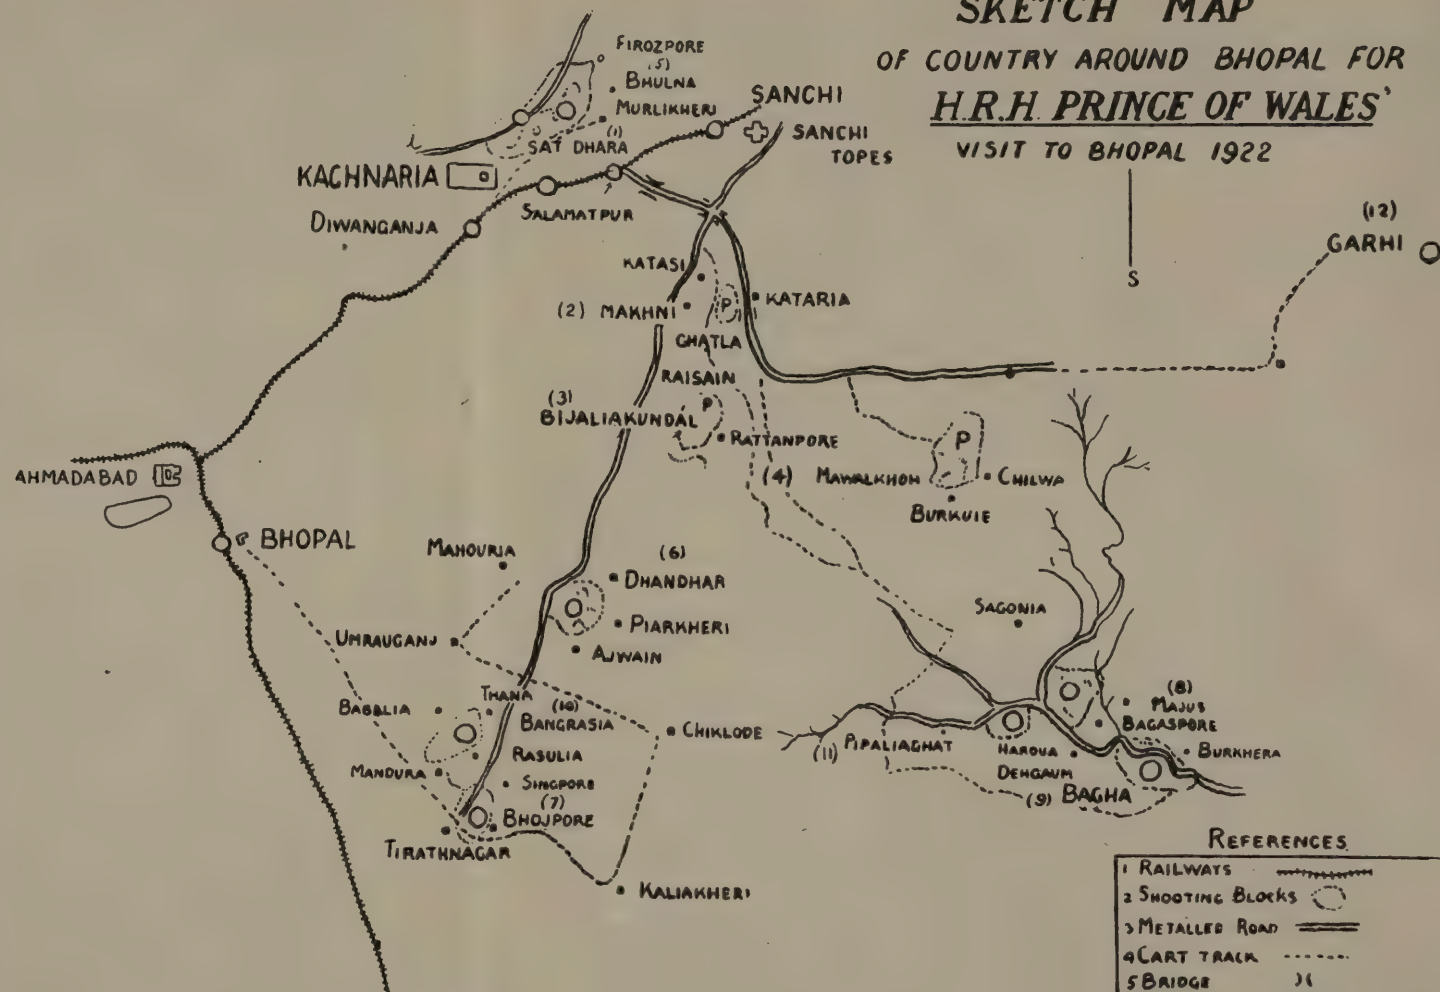 SKETCH MAP
OF COUNTRY AROUND BHOPAL FOR
H.R.H. PRINCE OF WALES'
VISIT TO BHOPAL 1922
FIROZPORE
(5)
BHULNA
MURLIKHERI
(1)
SAT DHARA
SANCHI
SANCHI
TOPES
KACHNARIA
SALAMATPUR
DIWANGANJA
S
(12)
GARHI
KATASI
(2) MAKHNI
P
KATARIA
GHATLA
RAISAIN
(3)
BIJALIAKUNDAL
P
RATTANPORE
(4)
P
MAWALKHOH
CHILWA
BURKUIE
AHMADABAD
BHOPAL
MAHOURIA
(6)
DHANDHAR
PIARKHERI
AJWAIN
UMRAUGANJ
SAGONIA
THANA
BABALIA
(10)
BANGRASIA
CHIKLODE
RASULIA
MANDURA
SINGPORE
(7)
BHOJPORE
TIRATHNAGAR
KALIAKHERI
(8)
MAJUS
BAGASPORE
(11) PIPALIAGHAT
HARDUA
DEHGAUM
BURKHERA
(9) BAGHA
REFERENCES
1 RAILWAYS
2 SHOOTING BLOCKS
3 METALLED ROAD
4 CART TRACK
5 BRIDGE